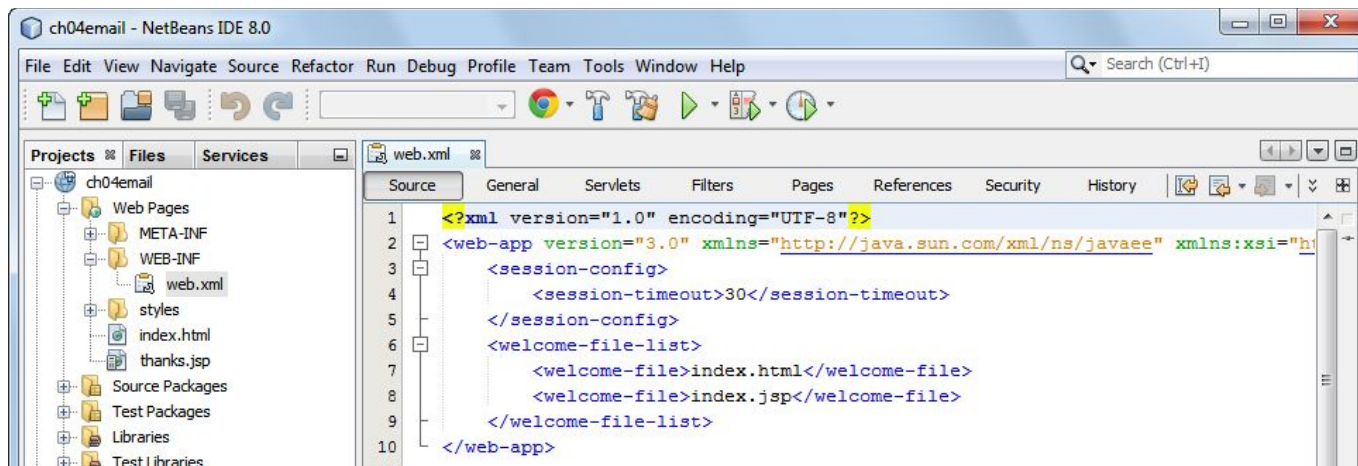 ch04email - NetBeans IDE 8.0
File Edit View Navigate Source Refactor Run Debug Profile Team Tools Window Help
Search (Ctrl+I)
Projects Files Services
ch04email
Web Pages
META-INF
WEB-INF
web.xml
styles
index.html
thanks.jsp
Source Packages
Test Packages
Libraries
Test Libraries
web.xml
Source General Servlets Filters Pages References Security History
1 <?xml version="1.0" encoding="UTF-8"?>
2 <web-app version="3.0" xmlns="http://java.sun.com/xml/ns/javaee" xmlns:xsi="ht
3 <session-config>
4 <session-timeout>30</session-timeout>
5 </session-config>
6 <welcome-file-list>
7 <welcome-file>index.html</welcome-file>
8 <welcome-file>index.jsp</welcome-file>
9 </welcome-file-list>
10 </web-app>